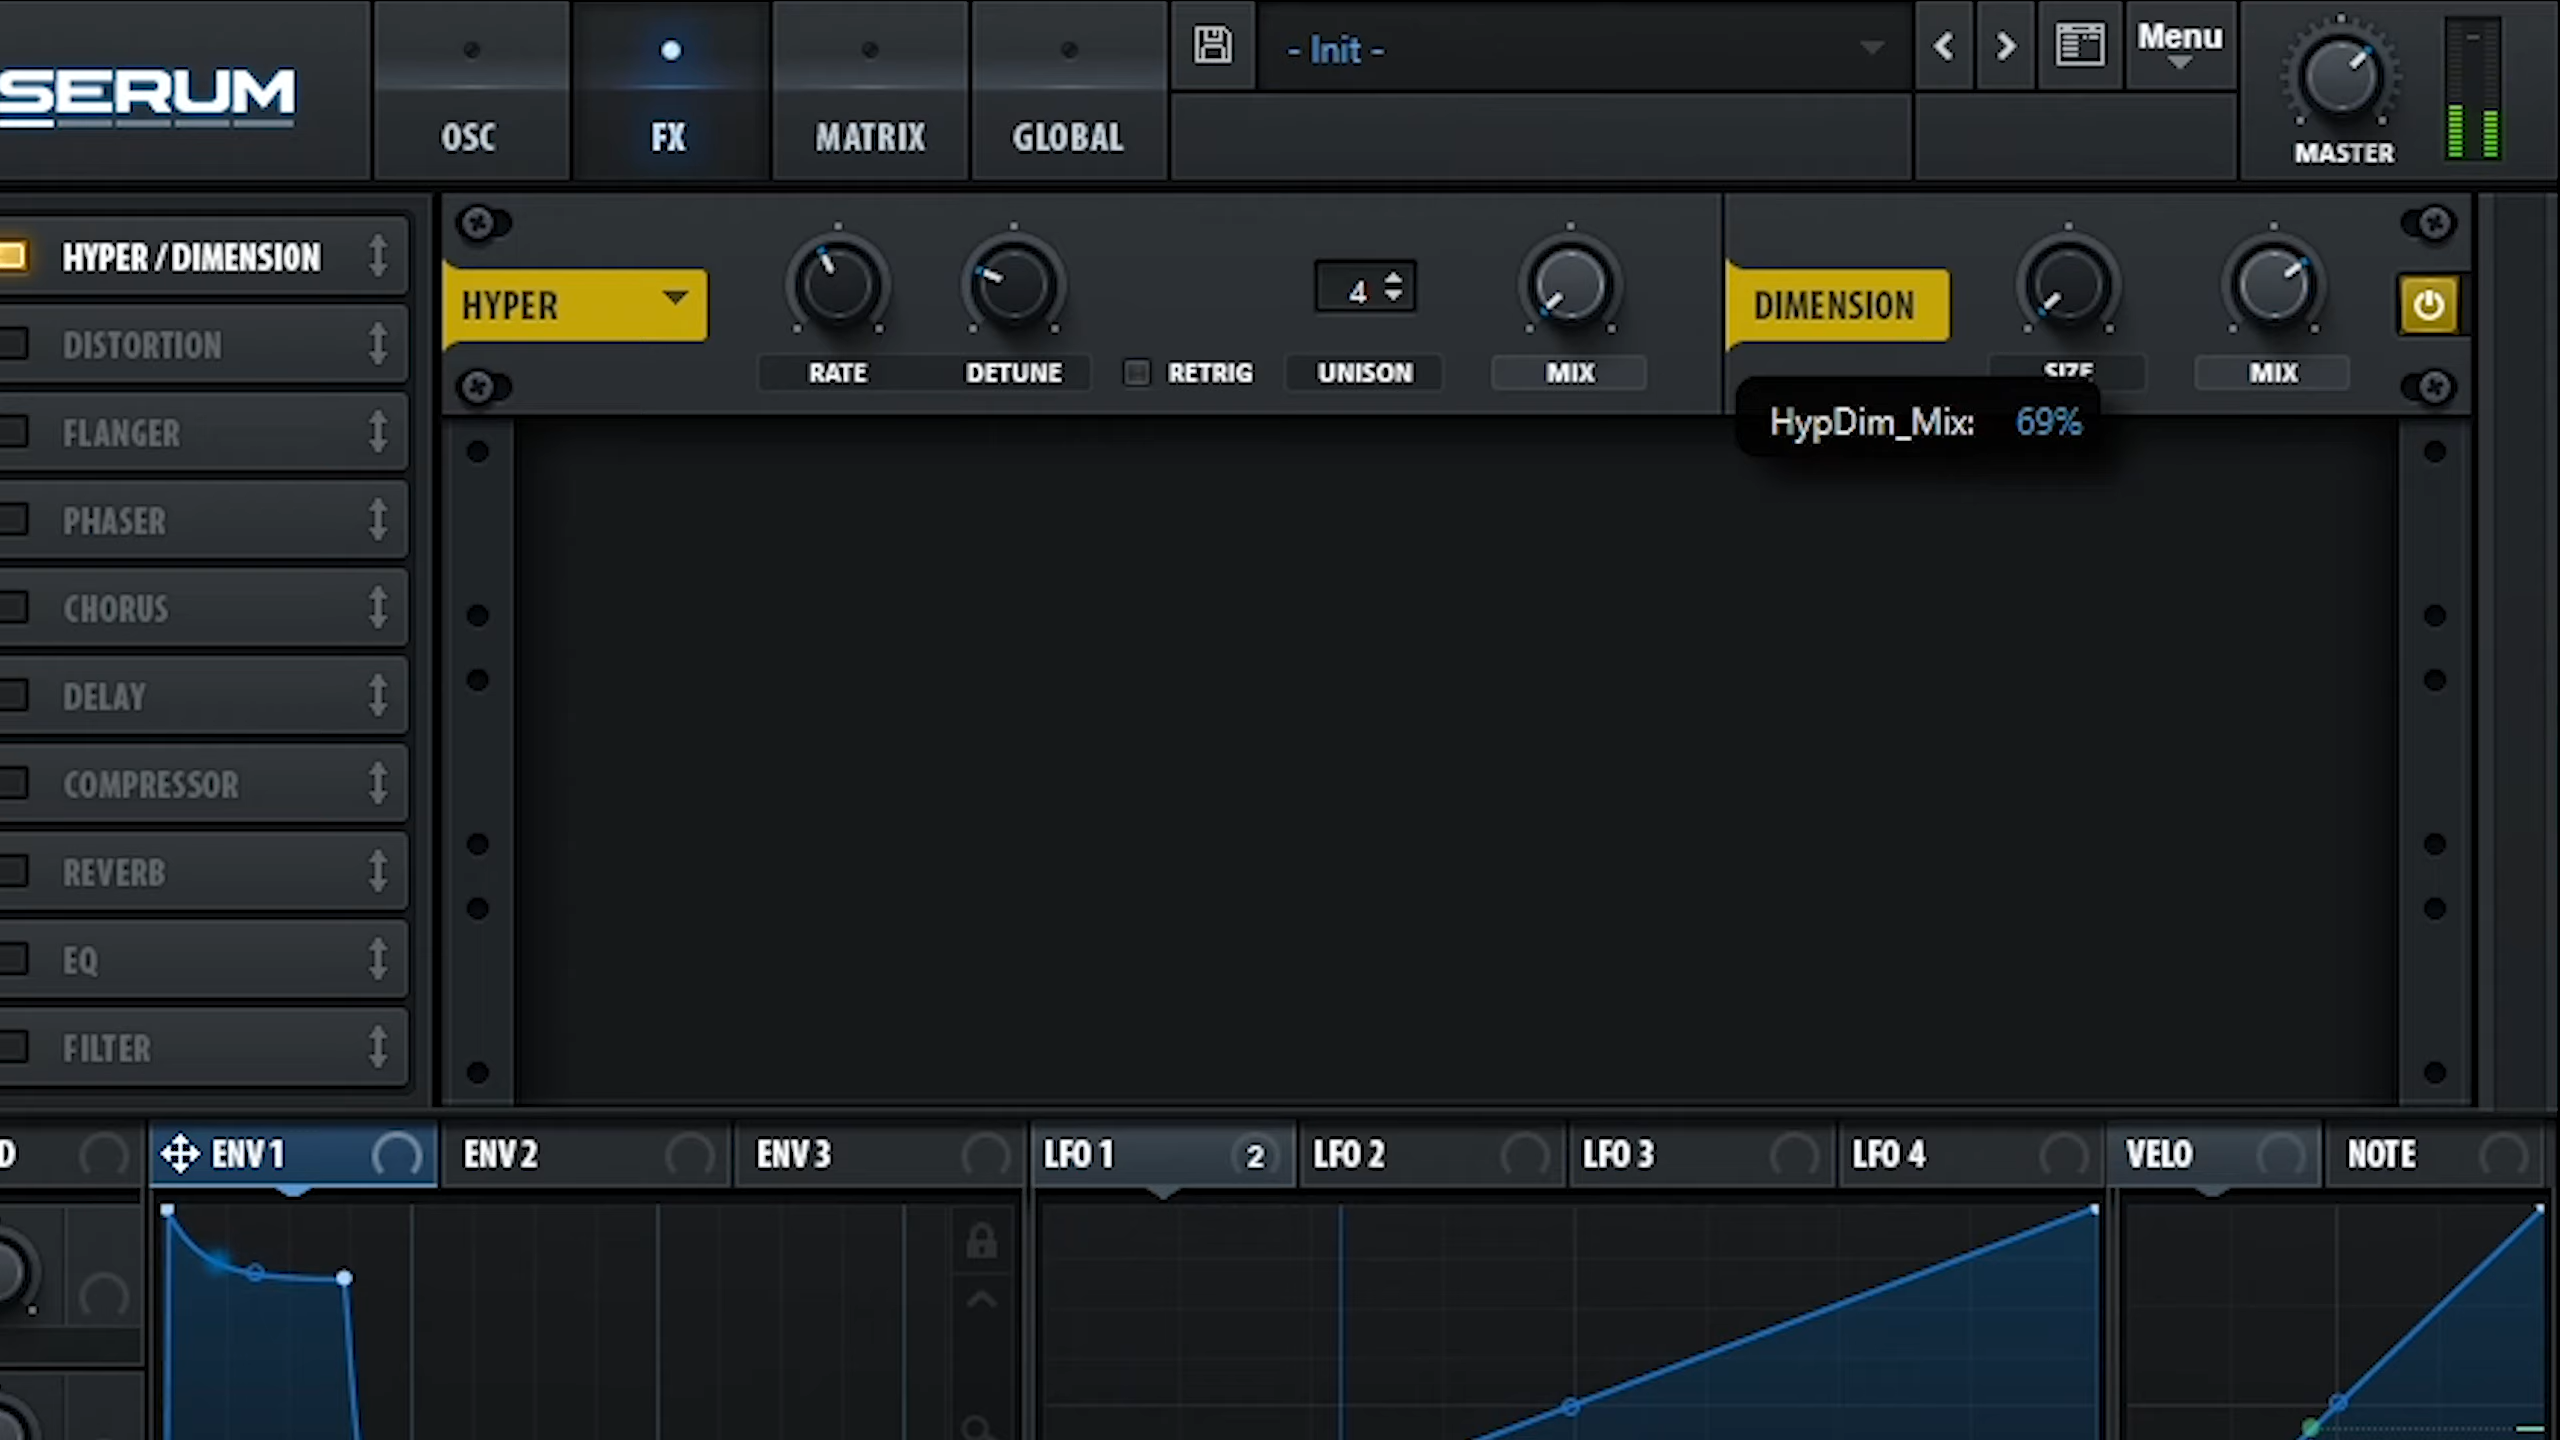 SERUM
OSC
FX
MATRIX
GLOBAL
- Init -
Menu
MASTER
HYPER / DIMENSION
DISTORTION
FLANGER
PHASER
CHORUS
DELAY
COMPRESSOR
REVERB
EQ
FILTER
HYPER
RATE
DETUNE
RETRIG
4
UNISON
MIX
DIMENSION
SIZE
MIX
HypDim_Mix: 69%
D
ENV 1
ENV 2
ENV 3
LFO 1 2
LFO 2
LFO 3
LFO 4
VELO
NOTE